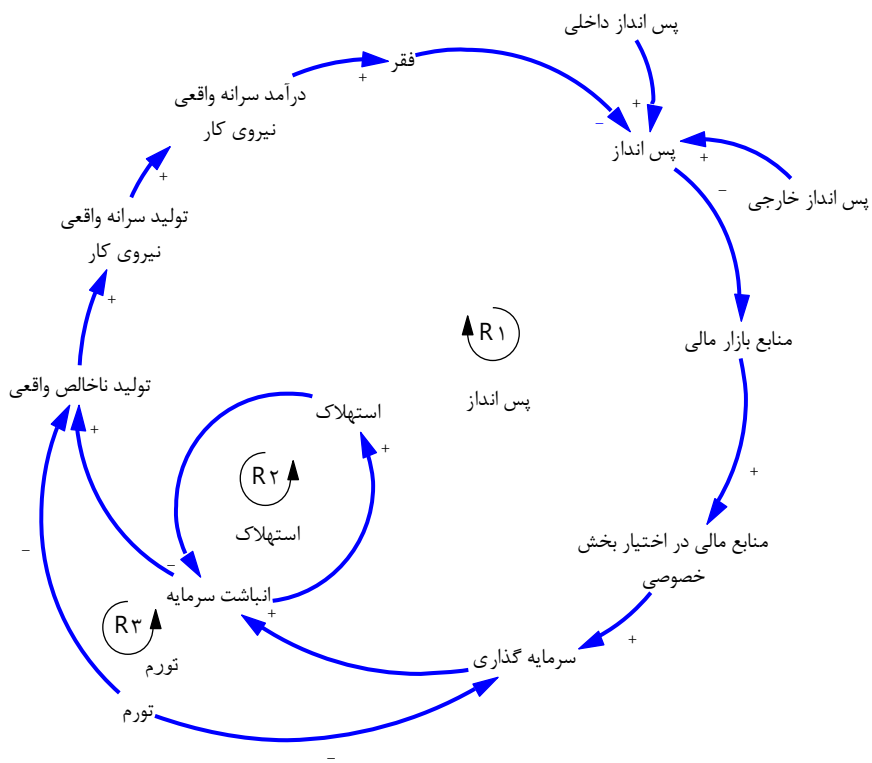 پس انداز داخلی
فقر
+
+
درآمد سرانه واقعی
نیروی کار
–
پس انداز
+
+
–
پس انداز خارجی
تولید سرانه واقعی
نیروی کار
+
R۱
منابع بازار مالی
تولید ناخالص واقعی
پس انداز
استهلاک
+
+
R۲
+
استهلاک
منابع مالی در اختیار بخش
خصوصی
–
–
انباشت سرمایه
+
R۳
+
تورم
سرمایه گذاری
تورم
–